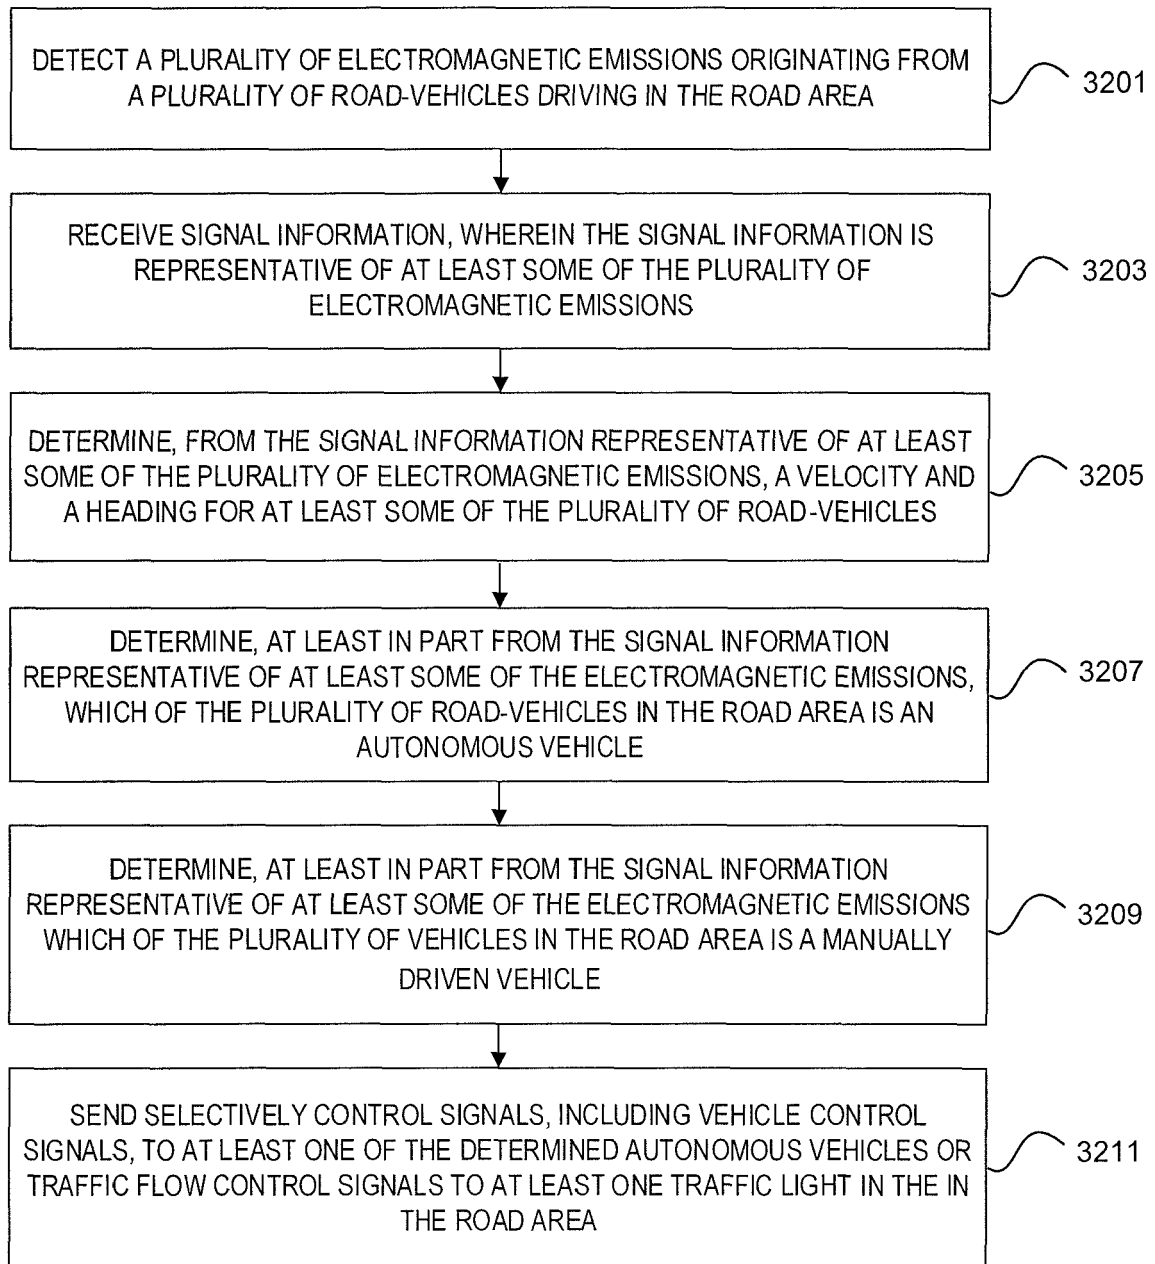 DETECT A PLURALITY OF ELECTROMAGNETIC EMISSIONS ORIGINATING FROM
A PLURALITY OF ROAD-VEHICLES DRIVING IN THE ROAD AREA
3201
RECEIVE SIGNAL INFORMATION, WHEREIN THE SIGNAL INFORMATION IS
REPRESENTATIVE OF AT LEAST SOME OF THE PLURALITY OF
ELECTROMAGNETIC EMISSIONS
3203
DETERMINE, FROM THE SIGNAL INFORMATION REPRESENTATIVE OF AT LEAST
SOME OF THE PLURALITY OF ELECTROMAGNETIC EMISSIONS, A VELOCITY AND
A HEADING FOR AT LEAST SOME OF THE PLURALITY OF ROAD-VEHICLES
3205
DETERMINE, AT LEAST IN PART FROM THE SIGNAL INFORMATION
REPRESENTATIVE OF AT LEAST SOME OF THE ELECTROMAGNETIC EMISSIONS,
WHICH OF THE PLURALITY OF ROAD-VEHICLES IN THE ROAD AREA IS AN
AUTONOMOUS VEHICLE
3207
DETERMINE, AT LEAST IN PART FROM THE SIGNAL INFORMATION
REPRESENTATIVE OF AT LEAST SOME OF THE ELECTROMAGNETIC EMISSIONS
WHICH OF THE PLURALITY OF VEHICLES IN THE ROAD AREA IS A MANUALLY
DRIVEN VEHICLE
3209
SEND SELECTIVELY CONTROL SIGNALS, INCLUDING VEHICLE CONTROL
SIGNALS, TO AT LEAST ONE OF THE DETERMINED AUTONOMOUS VEHICLES OR
TRAFFIC FLOW CONTROL SIGNALS TO AT LEAST ONE TRAFFIC LIGHT IN THE IN
THE ROAD AREA
3211